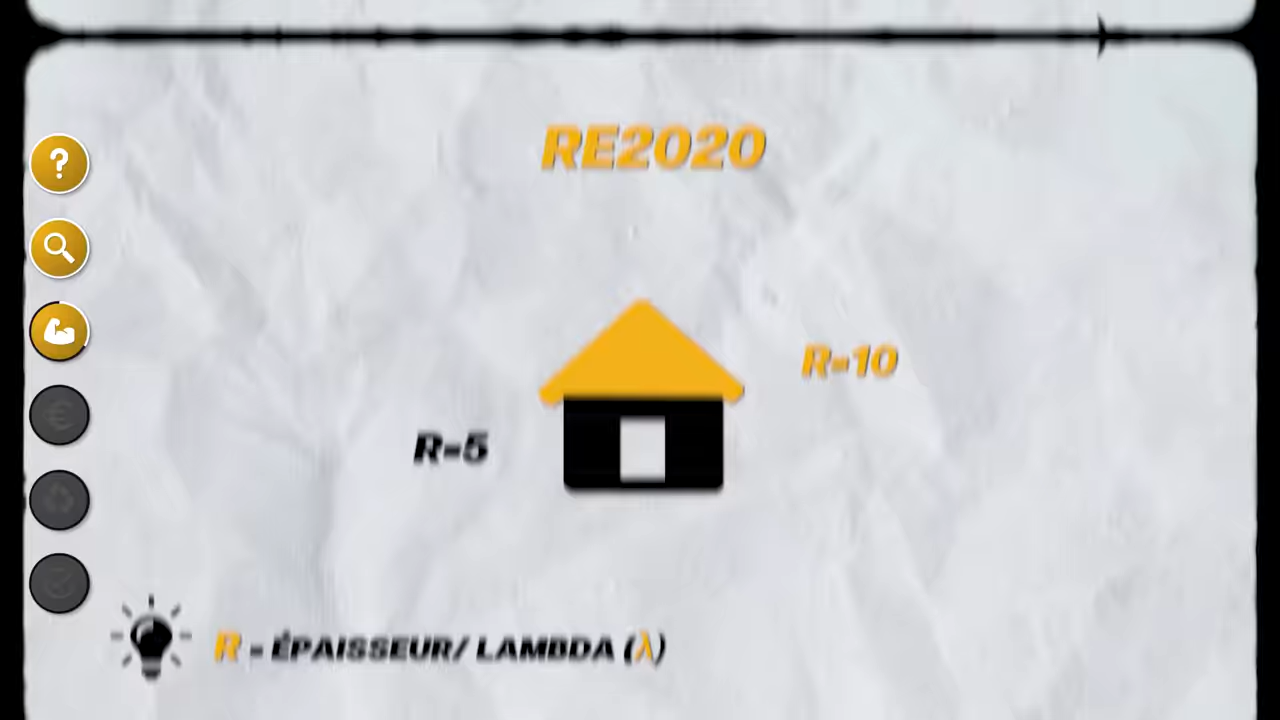 RE2020
R=10
R=5
R = ÉPAISSEUR/ LAMBDA (λ)